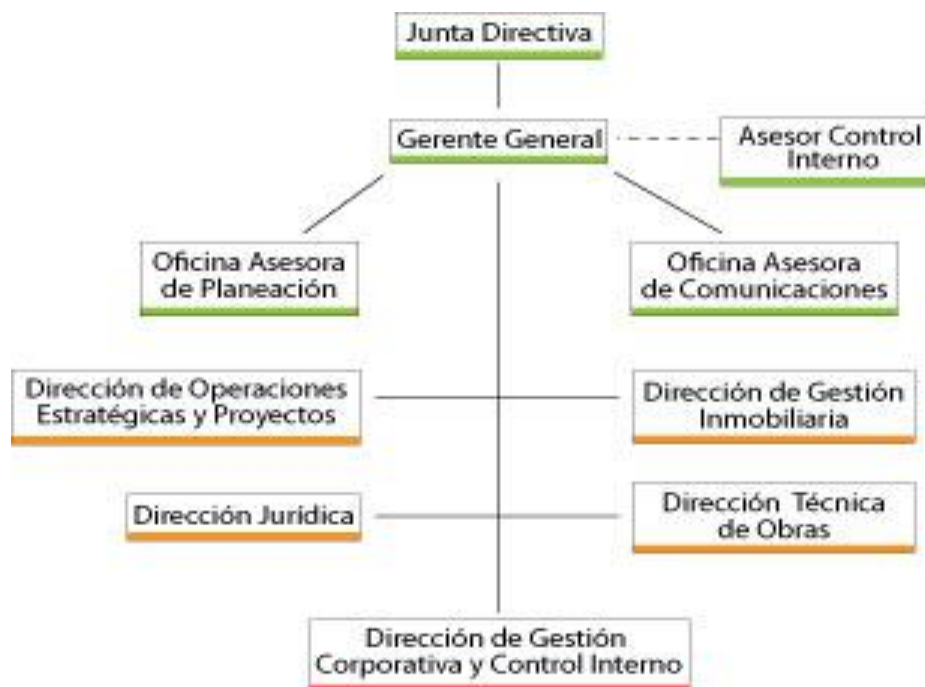 Junta Directiva
Gerente General
Asesor Control
Interno
Oficina Asesora
de Planeación
Oficina Asesora
de Comunicaciones
Dirección de Operaciones
Estratégicas y Proyectos
Dirección de Gestión
Inmobiliaria
Dirección Jurídica
Dirección Técnica
de Obras
Dirección de Gestión
Corporativa y Control Interno